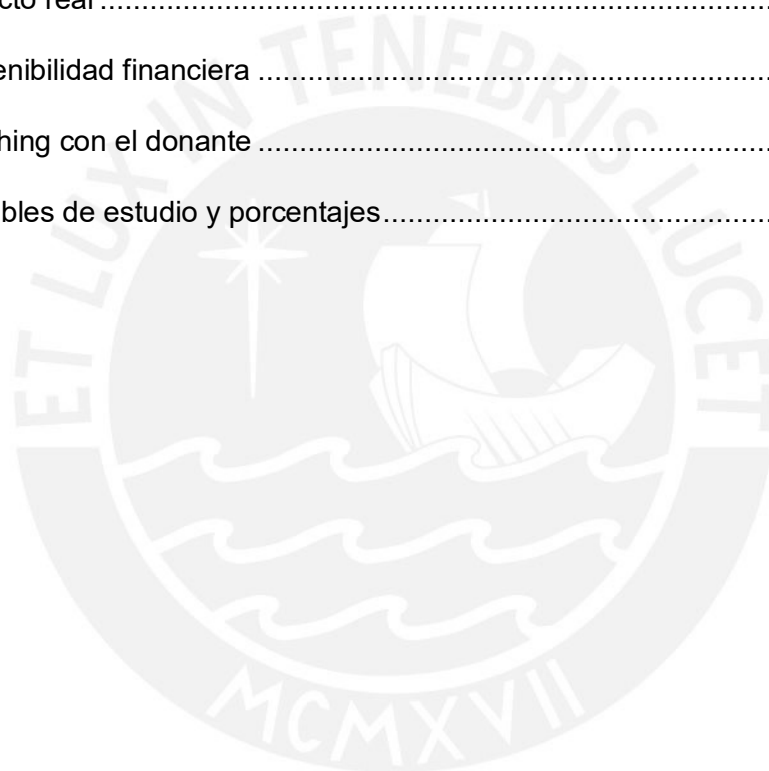 cto real ....................................................................................
enibilidad financiera ................................................................
hing con el donante ................................................................
bles de estudio y porcentajes.................................................
ET LUX IN TENEBRIS LUCET
MCMXVII